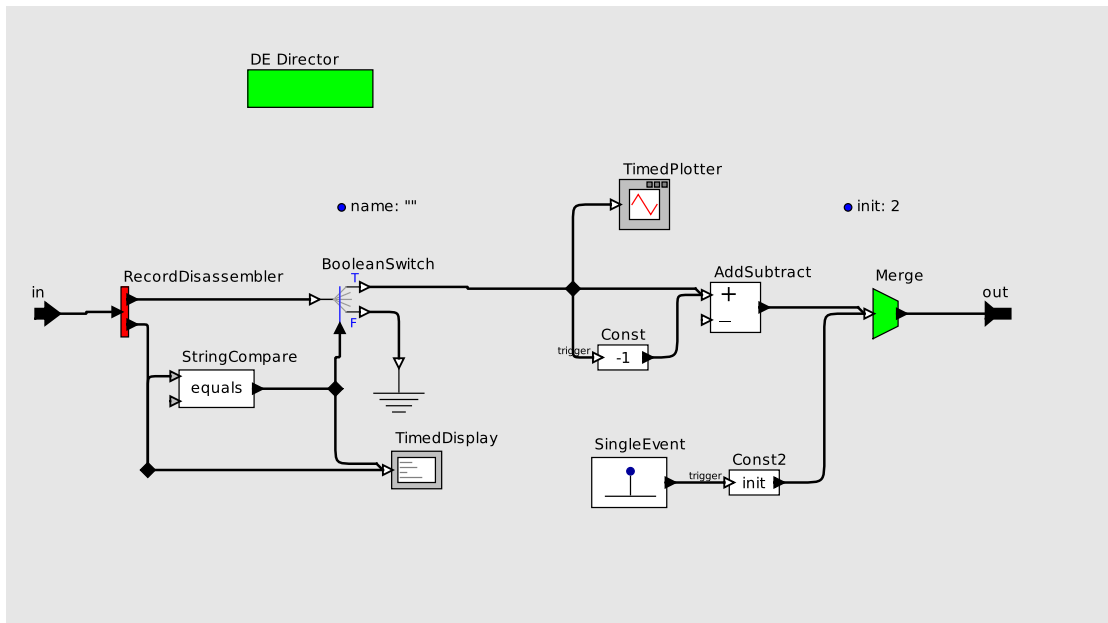 DE Director
TimedPlotter
name: ""
init: 2
BooleanSwitch
RecordDisassembler
T
AddSubtract
Merge
in
out
+
F
Const
_
trigger
-1
StringCompare
equals
TimedDisplay
SingleEvent
Const2
trigger
init